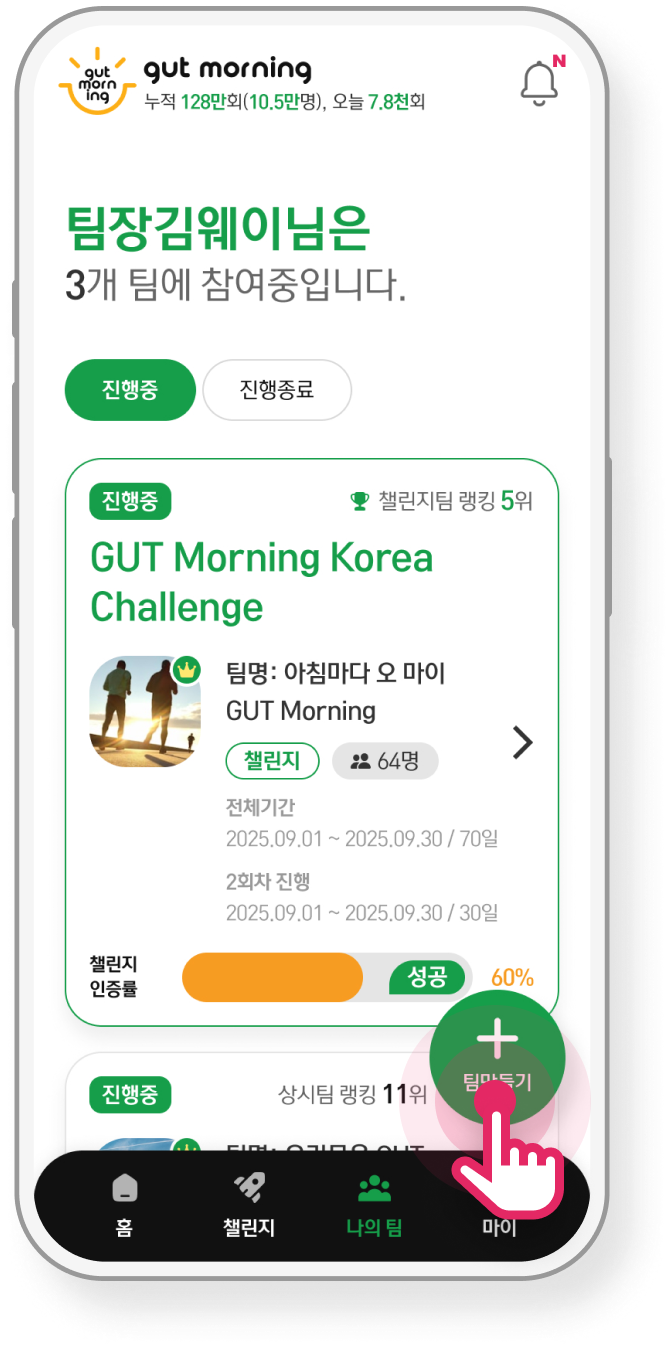 gut
morn
ing
gut morning
누적 128만회(10.5만명), 오늘 7.8천회
N
팀장김웨이님은
3개 팀에 참여중입니다.
진행중
진행종료
진행중
챌린지팀 랭킹 5위
GUT Morning Korea
Challenge
팀명: 아침마다 오 마이
GUT Morning
챌린지
64명
전체기간
2025.09.01 ~ 2025.09.30 / 70일
2회차 진행
2025.09.01 ~ 2025.09.30 / 30일
챌린지
인증률
성공
60%
팀만들기
진행중
상시팀 랭킹 11위
팀명:
홈
챌린지
나의 팀
마이